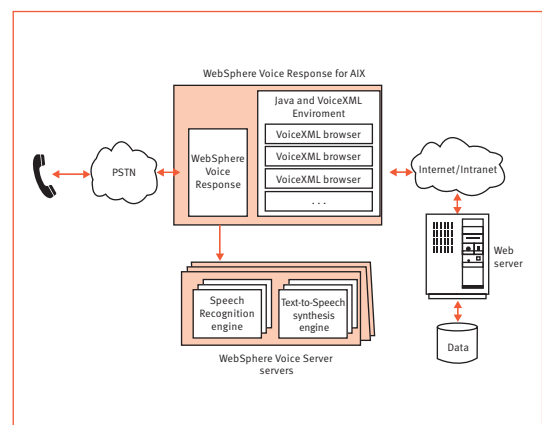 WebSphere Voice Response for AIX
Java and VoiceXML
Enviroment
VoiceXML browser
VoiceXML browser
VoiceXML browser
. . .
WebSphere
Voice
Response
PSTN
Internet/Intranet
Web
server
Data
Speech
Recognition
engine
Text-to-Speech
synthesis
engine
WebSphere Voice Server
servers